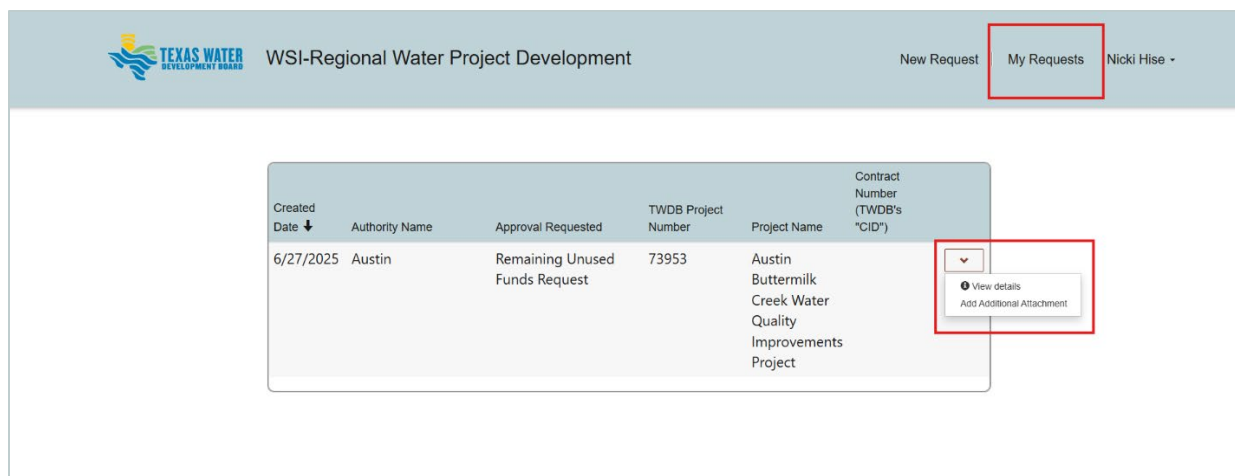 TEXAS WATER
DEVELOPMENT BOARD
WSI-Regional Water Project Development
New Request
My Requests
Nicki Hise
Created
Date
Authority Name
Approval Requested
TWDB Project
Number
Project Name
Contract
Number
(TWDB's
"CID")
6/27/2025
Austin
Remaining Unused
Funds Request
73953
Austin
Buttermilk
Creek Water
Quality
Improvements
Project
View details
Add Additional Attachment